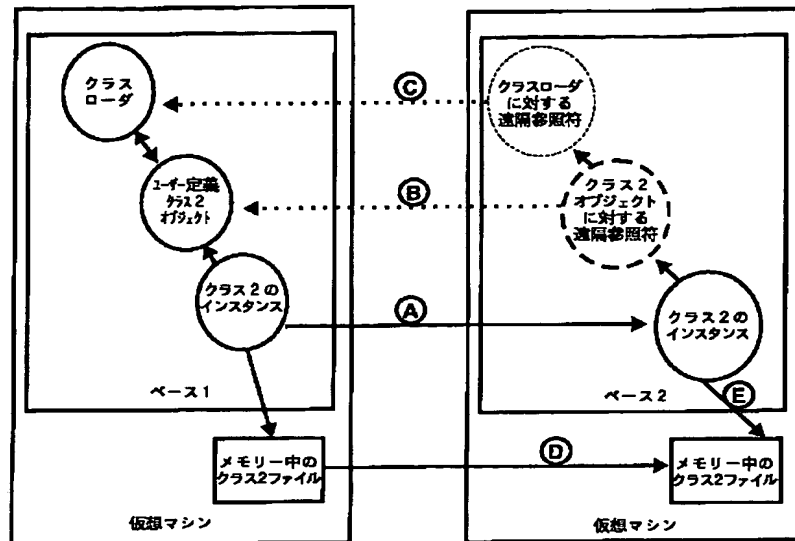 クラス
ローダ
ユーザー定義
クラス2
オブジェクト
クラス2の
インスタンス
ベース1
メモリー中の
クラス2ファイル
仮想マシン
C
B
A
D
クラスローダ
に対する
遠隔参照符
クラス2
オブジェクト
に対する
遠隔参照符
クラス2の
インスタンス
ベース2
E
メモリー中の
クラス2ファイル
仮想マシン